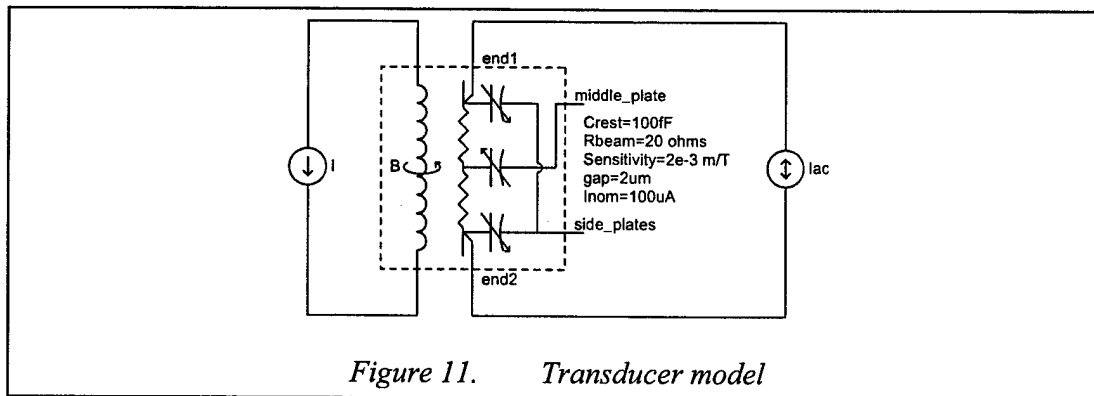 end1
middle_plate
Crest=100fF
Rbeam=20 ohms
Sensitivity=2e-3 m/T
gap=2um
Inom=100uA
I
B
Iac
side_plates
end2
Figure 11. Transducer model